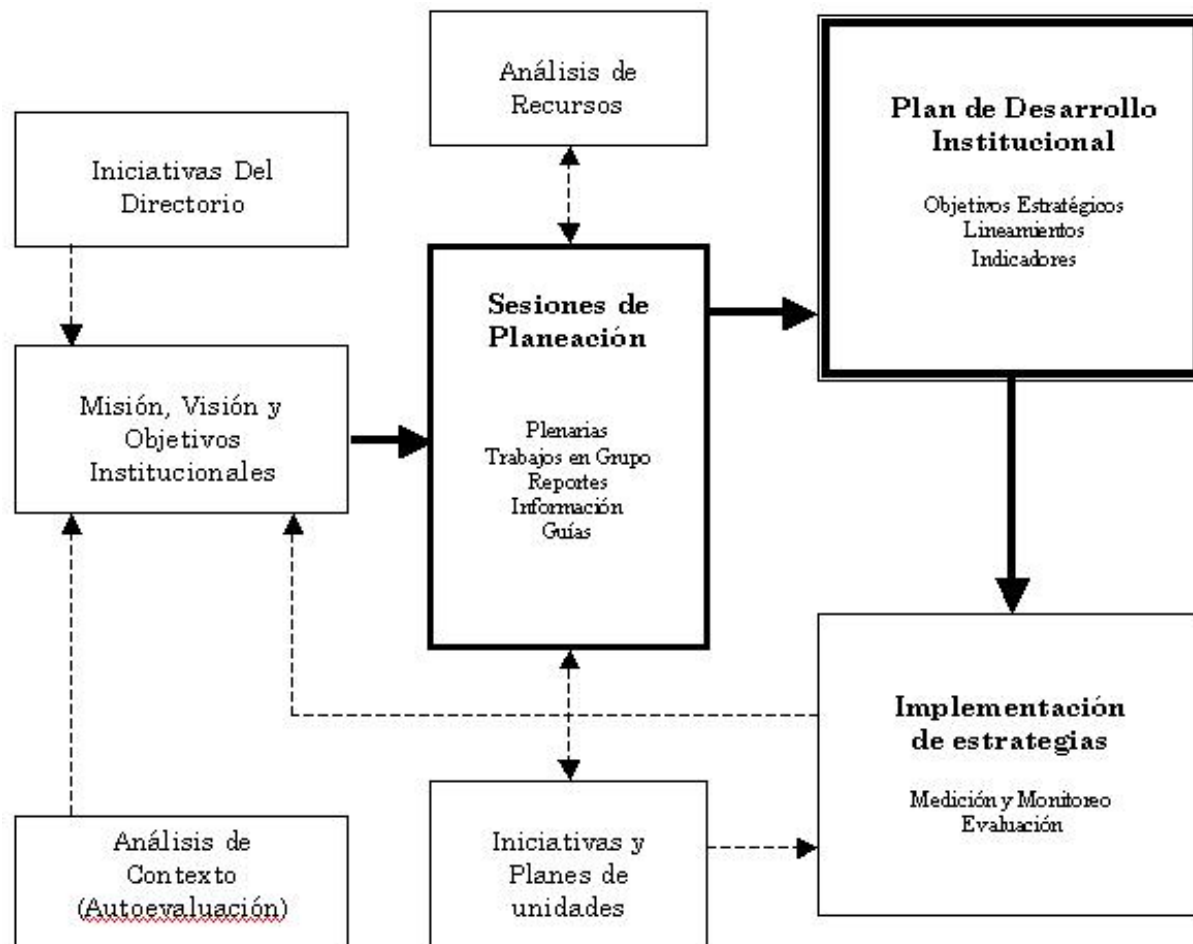 Análisis de
Recursos
Plan de Desarrollo
Institucional
Objetivos Estratégicos
Lineamientos
Indicadores
Iniciativas Del
Directorio
Sesiones de
Planeación
Plenarias
Trabajos en Grupo
Reportes
Información
Guías
Misión, Visión y
Objetivos
Institucionales
Implementación
de estrategias
Medición y Monitoreo
Evaluación
Análisis de
Contexto
(Autoevaluación)
Iniciativas y
Planes de
unidades